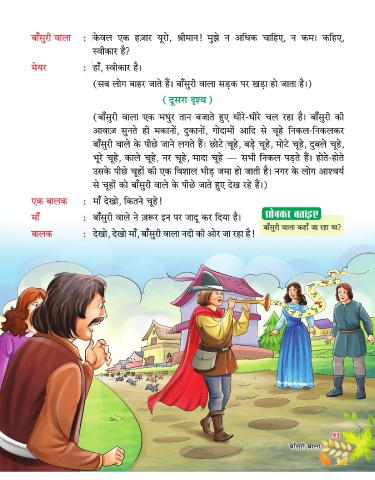 बाँसुरी वाला : केवल एक हज़ार यूरो, श्रीमान! मुझे न अधिक चाहिए, न कम। कहिए,
स्वीकार है?
मेयर : हाँ, स्वीकार है।
(सब लोग बाहर जाते हैं। बाँसुरी वाला सड़क पर खड़ा हो जाता है।)
( दूसरा दृश्य )
(बाँसुरी वाला एक मधुर तान बजाते हुए धीरे-धीरे चल रहा है। बाँसुरी की
आवाज़ सुनते ही मकानों, दुकानों, गोदामों आदि से चूहे निकल-निकलकर
बाँसुरी वाले के पीछे जाने लगते हैं। छोटे चूहे, बड़े चूहे, मोटे चूहे, दुबले चूहे,
भूरे चूहे, काले चूहे, नर चूहे, मादा चूहे — सभी निकल पड़ते हैं। होते-होते
उसके पीछे चूहों की एक विशाल भीड़ जमा हो जाती है। नगर के लोग आश्चर्य
से चूहों को बाँसुरी वाले के पीछे जाते हुए देख रहे हैं।)
एक बालक : माँ देखो, कितने चूहे!
माँ : बाँसुरी वाले ने ज़रूर इन पर जादू कर दिया है।
बालक : देखो, देखो माँ, बाँसुरी वाला नदी की ओर जा रहा है!
सोचकर बताइए
बाँसुरी वाला कहाँ जा रहा था?
93
बाँसुरी वाला